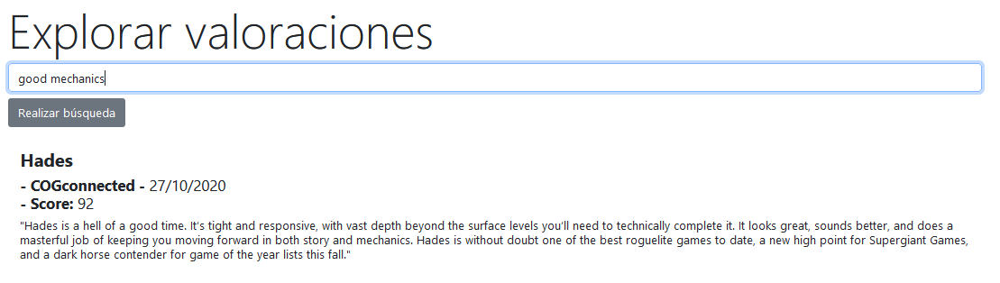 Explorar valoraciones
good mechanics
Realizar búsqueda
Hades
- COGconnected - 27/10/2020
- Score: 92
"Hades is a hell of a good time. It's tight and responsive, with vast depth beyond the surface levels you'll need to technically complete it. It looks great, sounds better, and does a
masterful job of keeping you moving forward in both story and mechanics. Hades is without doubt one of the best roguelite games to date, a new high point for Supergiant Games,
and a dark horse contender for game of the year lists this fall."